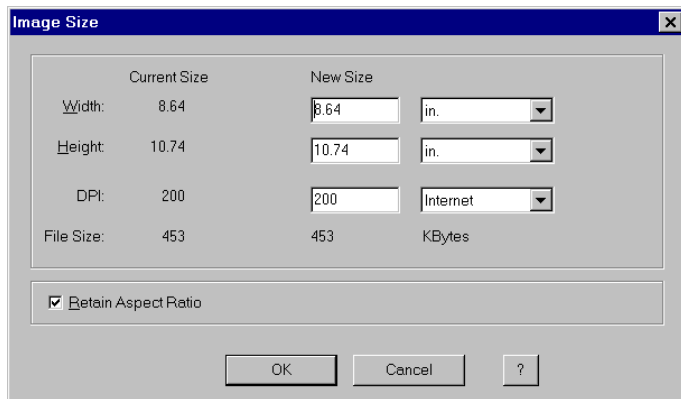 Image Size
Current Size New Size
Width: 8.64 8.64 in.
Height: 10.74 10.74 in.
DPI: 200 200 Internet
File Size: 453 453 KBytes
Retain Aspect Ratio
OK Cancel ?